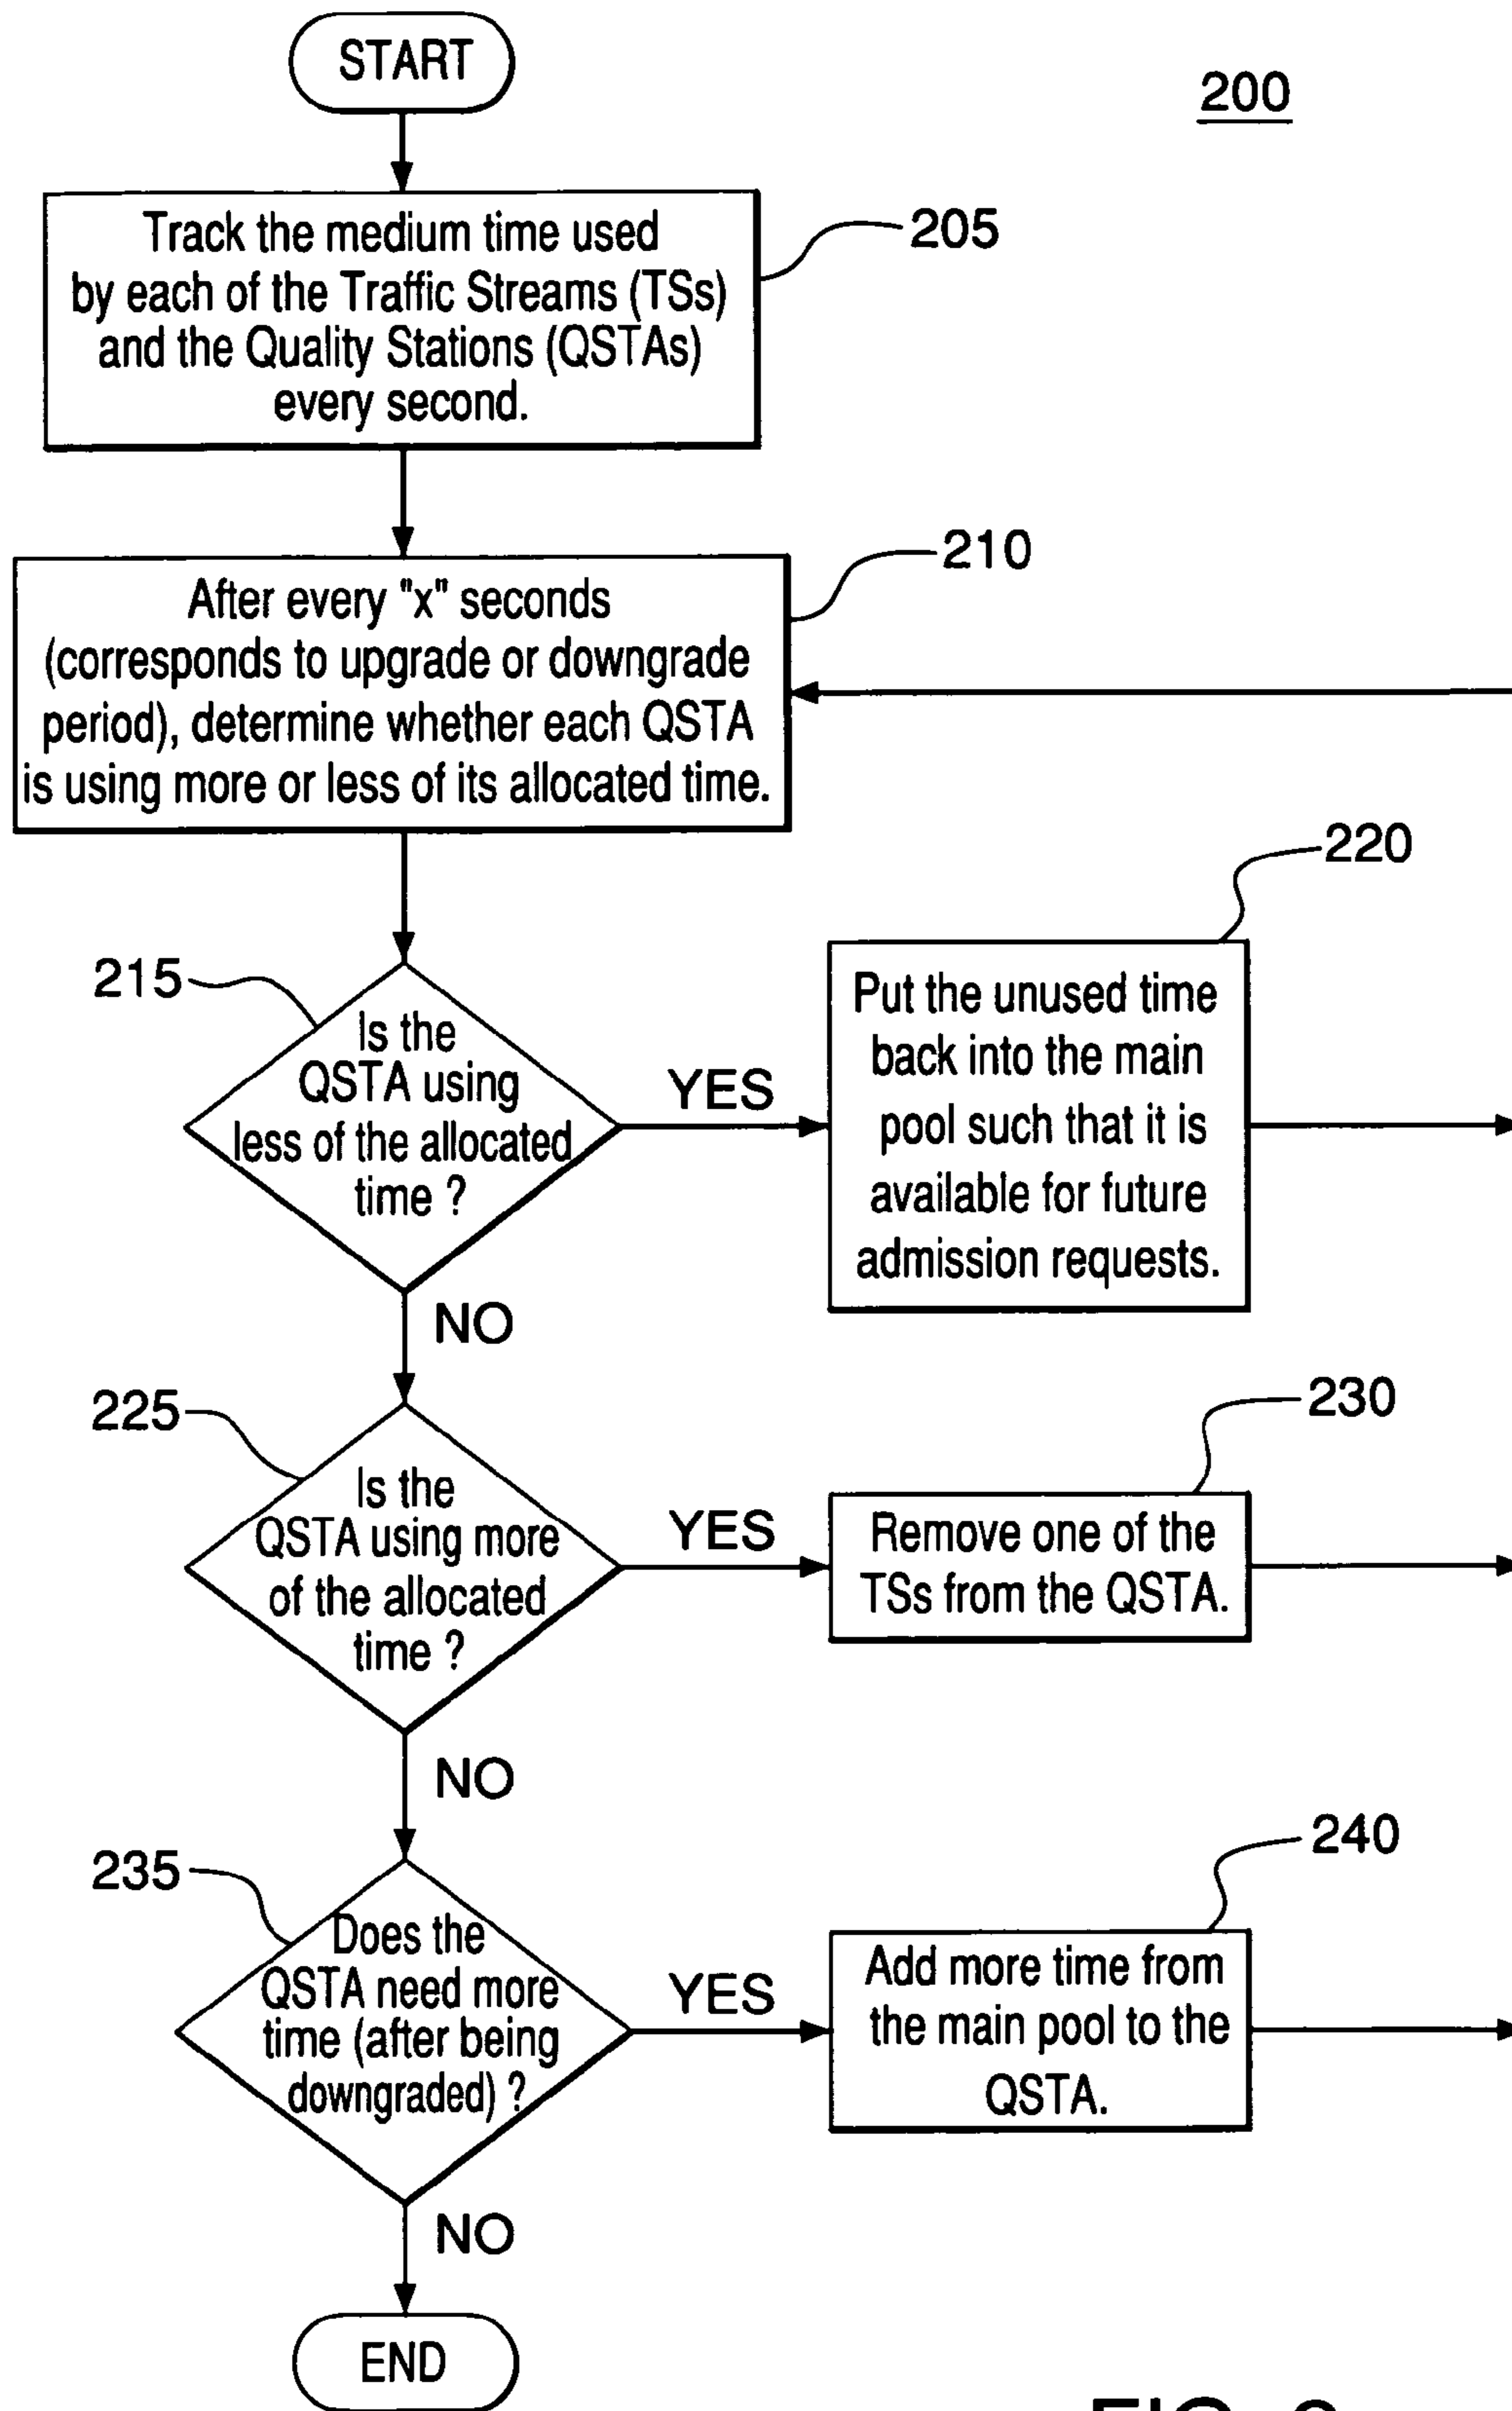 START
200
Track the medium time used
by each of the Traffic Streams (TSs)
and the Quality Stations (QSTAs)
every second.
205
After every "x" seconds
(corresponds to upgrade or downgrade
period), determine whether each QSTA
is using more or less of its allocated time.
210
215
Is the
QSTA using
less of the allocated
time ?
YES
220
Put the unused time
back into the main
pool such that it is
available for future
admission requests.
NO
225
Is the
QSTA using more
of the allocated
time ?
YES
230
Remove one of the
TSs from the QSTA.
NO
235
Does the
QSTA need more
time (after being
downgraded) ?
YES
240
Add more time from
the main pool to the
QSTA.
NO
END